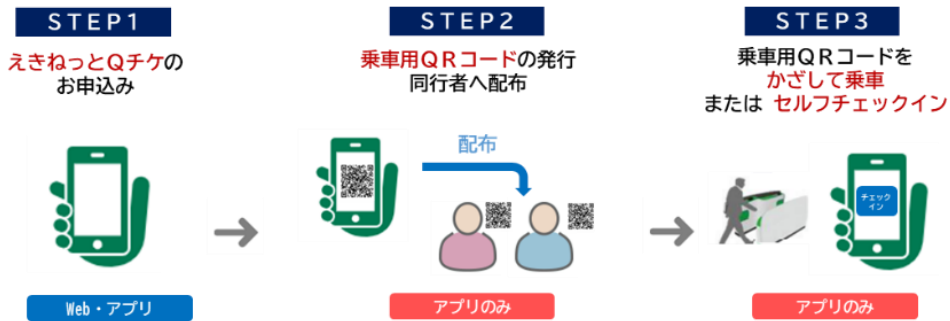 STEP1
えきねっとQチケの
お申込み
Web・アプリ
STEP2
乗車用QRコードの発行
同行者へ配布
配布
アプリのみ
STEP3
乗車用QRコードを
かざして乗車
または セルフチェックイン
チェック
イン
アプリのみ